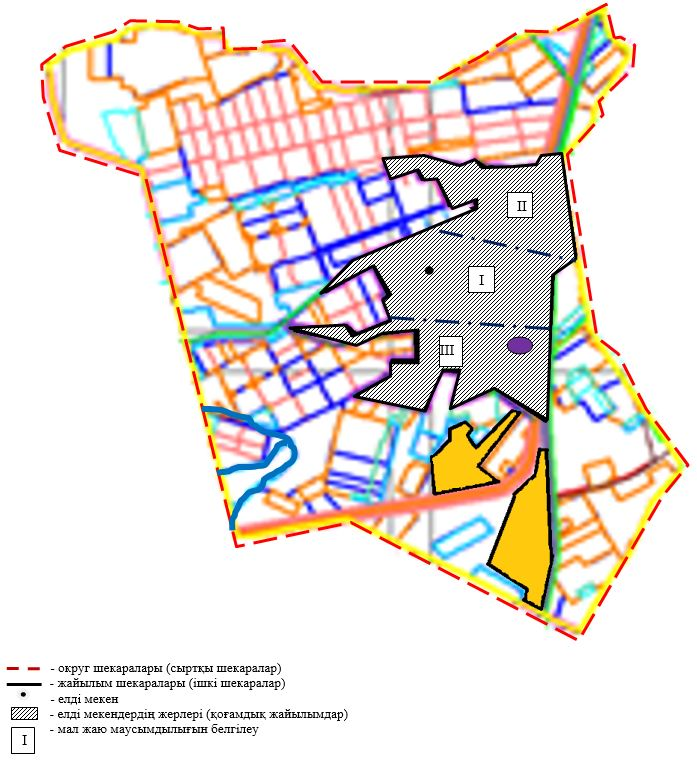 II
I
III
- округ шекаралары (сыртқы шекаралар)
- жайылым шекаралары (ішкі шекаралар)
- елді мекен
- елді мекендердің жерлері (қоғамдық жайылымдар)
- мал жаю маусымдылығын белгілеу
I